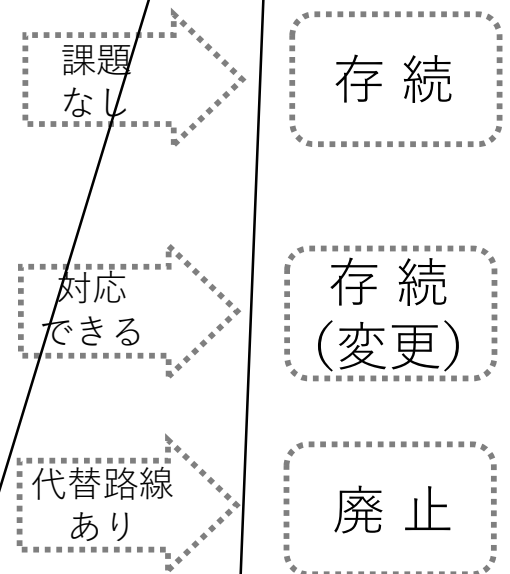 課題
なし
存 続
対応
できる
存 続
(変更)
代替路線
あり
廃 止